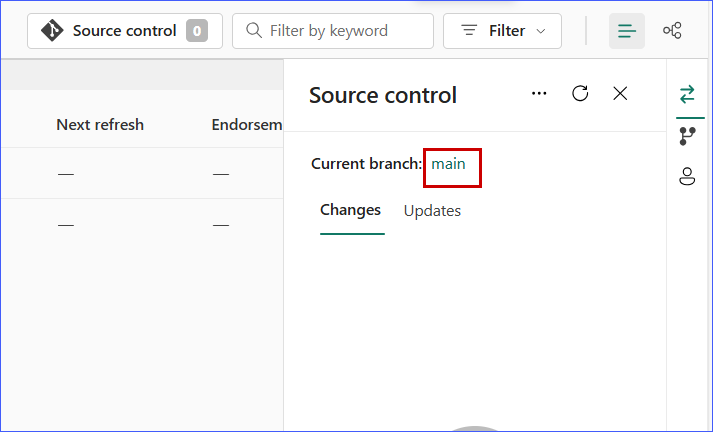 Source control 0
Filter by keyword
Filter
Source control
Next refresh
Endorsem
Current branch: main
Changes
Updates
—
—
—
—